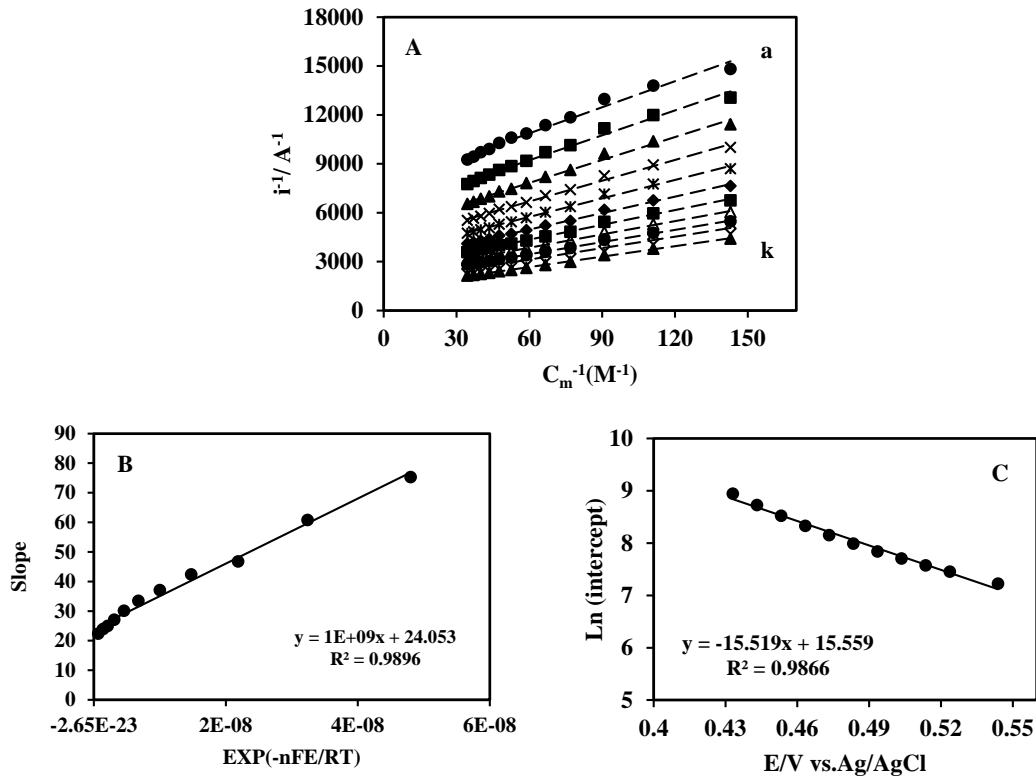 18000
15000
12000
9000
6000
3000
0
i⁻¹/ A⁻¹
A
a
k
0 30 60 90 120 150
Cₘ⁻¹(M⁻¹)
90
80
70
60
50
40
30
20
10
0
Slope
B
y = 1E+09x + 24.053
R² = 0.9896
-2.65E-23 2E-08 4E-08 6E-08
EXP(-nFE/RT)
10
9
8
7
6
5
Ln (intercept)
C
y = -15.519x + 15.559
R² = 0.9866
0.4 0.43 0.46 0.49 0.52 0.55
E/V vs.Ag/AgCl